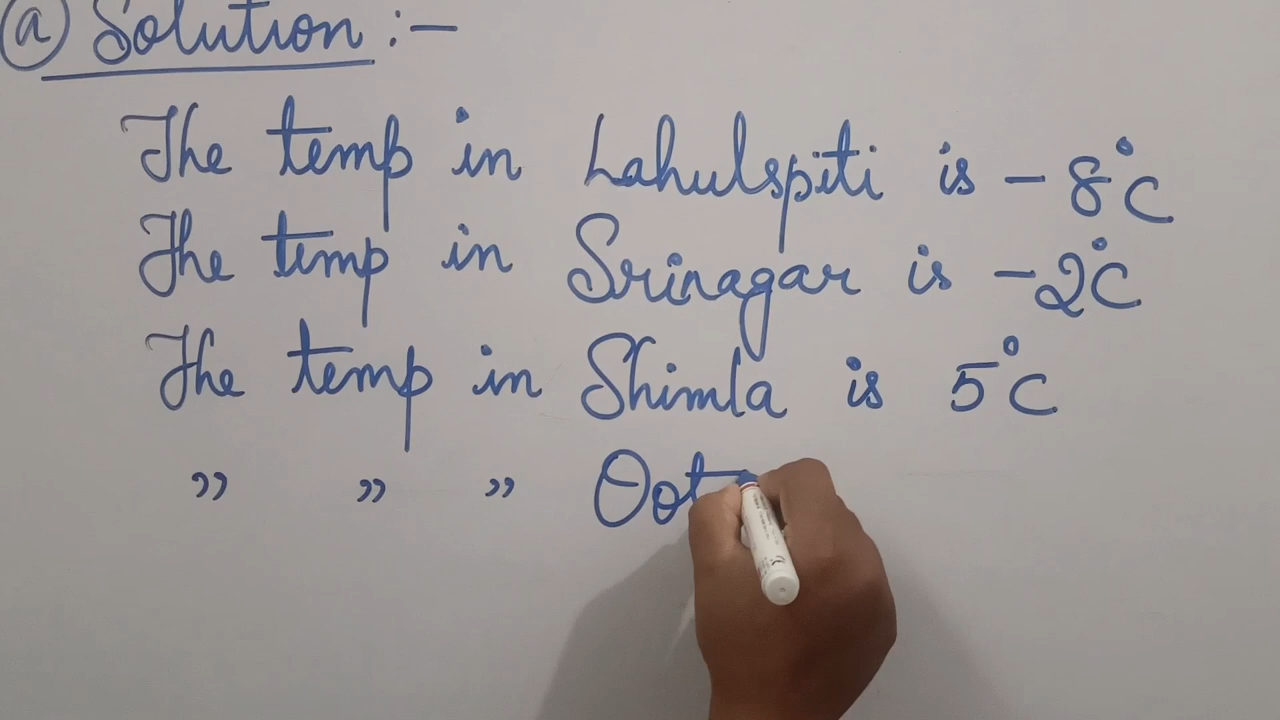 (a) Solution :-
The temp in Lahulspiti is - 8°C
The temp in Srinagar is -2°C
The temp in Shimla is 5°C
” ” ” Oot